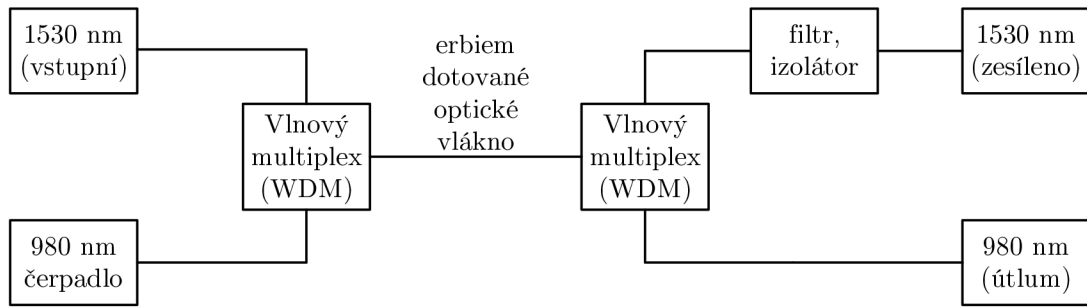 1530 nm
(vstupní)
980 nm
čerpadlo
Vlnový
multiplex
(WDM)
erbiem
dotované
optické
vlákno
Vlnový
multiplex
(WDM)
filtr,
izolátor
1530 nm
(zesíleno)
980 nm
(útlum)